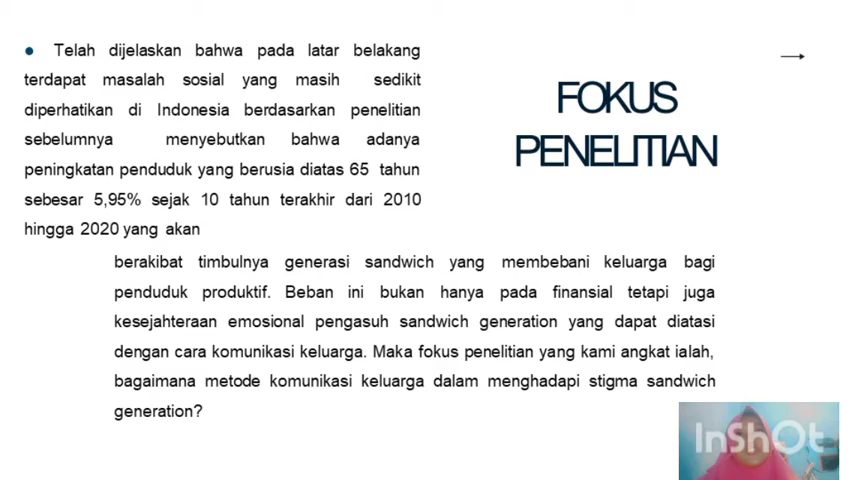 FOKUS
PENELITIAN
● Telah dijelaskan bahwa pada latar belakang
terdapat masalah sosial yang masih sedikit
diperhatikan di Indonesia berdasarkan penelitian
sebelumnya menyebutkan bahwa adanya
peningkatan penduduk yang berusia diatas 65 tahun
sebesar 5,95% sejak 10 tahun terakhir dari 2010
hingga 2020 yang akan
berakibat timbulnya generasi sandwich yang membebani keluarga bagi
penduduk produktif. Beban ini bukan hanya pada finansial tetapi juga
kesejahteraan emosional pengasuh sandwich generation yang dapat diatasi
dengan cara komunikasi keluarga. Maka fokus penelitian yang kami angkat ialah,
bagaimana metode komunikasi keluarga dalam menghadapi stigma sandwich
generation?
InShOt